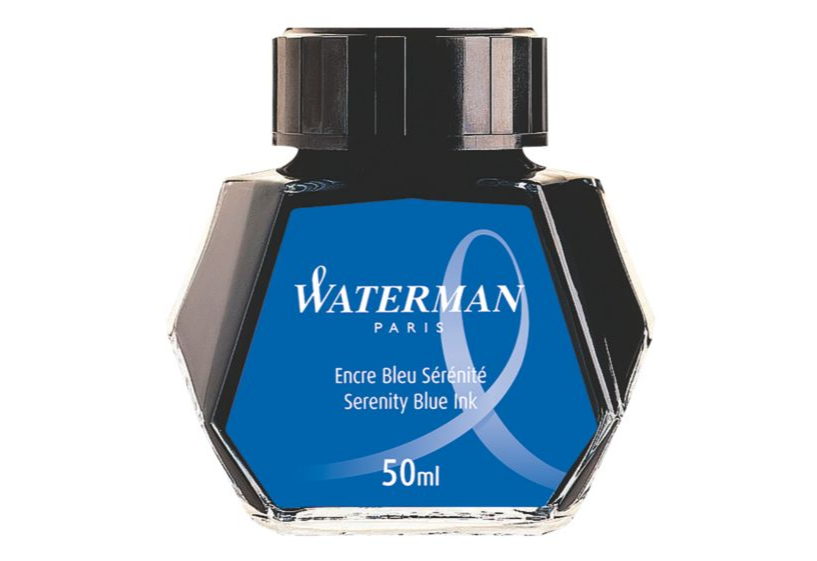 WATERMAN
PARIS
Encre Bleu Sérénité
Serenity Blue Ink
50ml